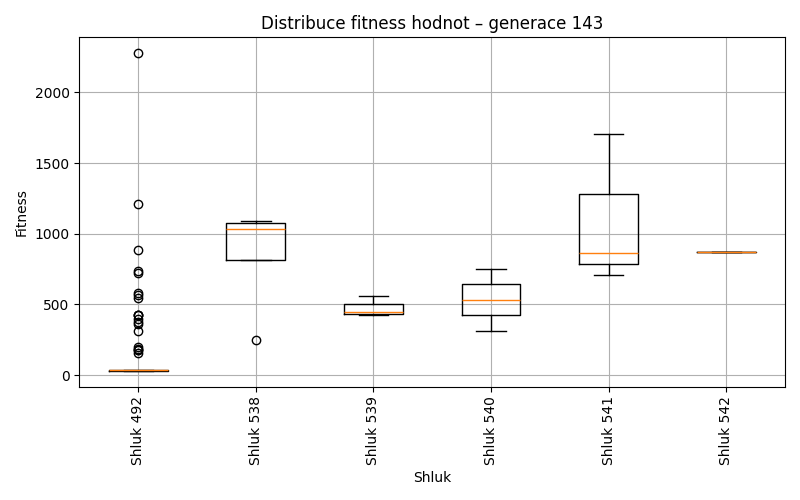 Distribuce fitness hodnot – generace 143
Fitness
2000
1500
1000
500
0
Shluk 492
Shluk 538
Shluk 539
Shluk 540
Shluk 541
Shluk 542
Shluk